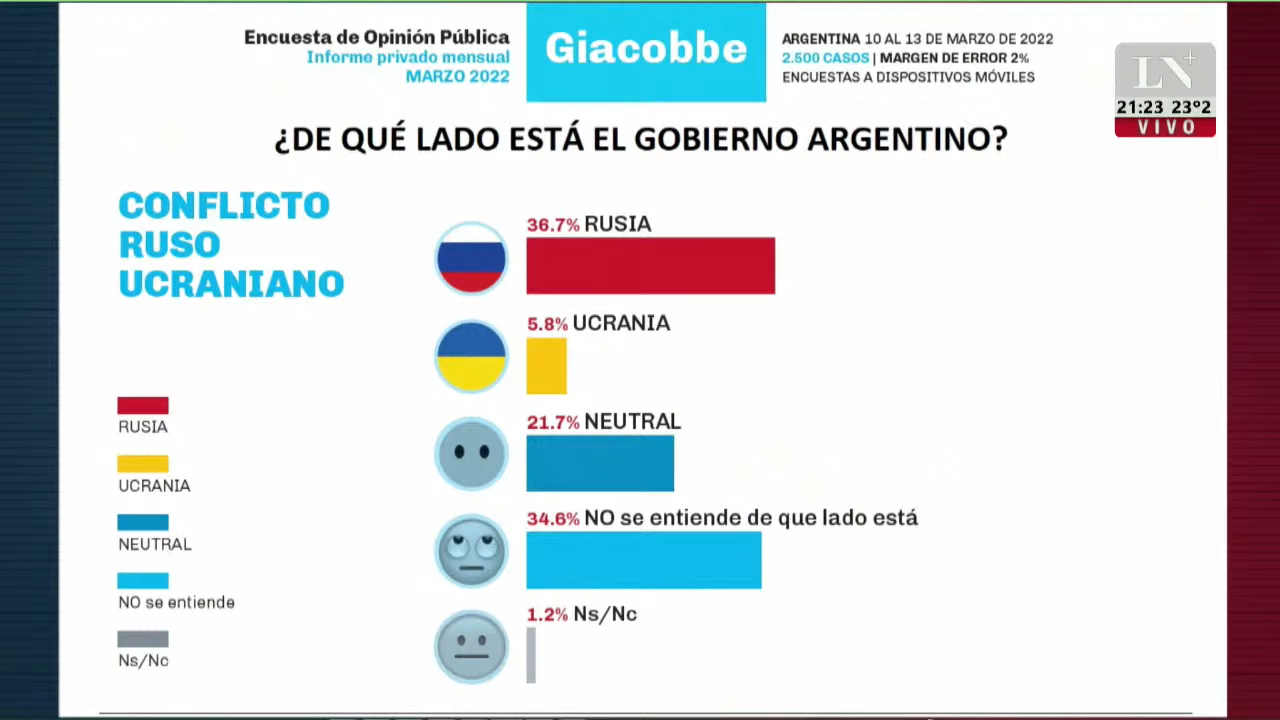 Encuesta de Opinión Pública
Informe privado mensual
MARZO 2022
Giacobbe
ARGENTINA 10 AL 13 DE MARZO DE 2022
2.500 CASOS | MARGEN DE ERROR 2%
ENCUESTAS A DISPOSITIVOS MÓVILES
LN+
21:23 23º2
VIVO
¿DE QUÉ LADO ESTÁ EL GOBIERNO ARGENTINO?
CONFLICTO
RUSO
UCRANIANO
36.7% RUSIA
5.8% UCRANIA
21.7% NEUTRAL
34.6% NO se entiende de que lado está
1.2% Ns/Nc
RUSIA
UCRANIA
NEUTRAL
NO se entiende
Ns/Nc